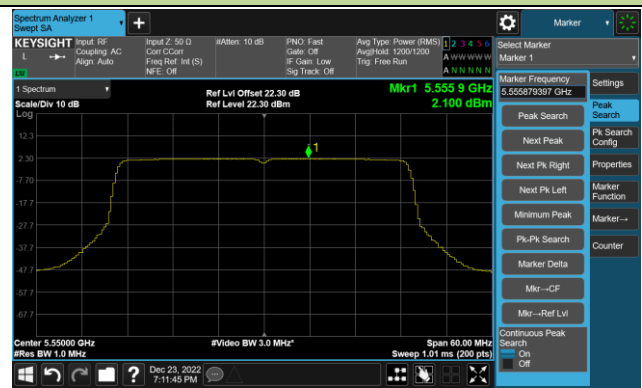 Spectrum Analyzer 1
Swept SA
Marker
KEYSIGHT
Input: RF
Coupling: AC
Align: Auto
Input Z: 50 Ω
Corr CCorr
Freq Ref: Int (S)
NFE: Off
#Atten: 10 dB
PNO: Fast
Gate: Off
IF Gain: Low
Sig Track: Off
Avg Type: Power (RMS)
Avg|Hold: 1200/1200
Trig: Free Run
1 2 3 4 5 6
A W W W W W
A N N N N N
L
LW
Select Marker
Marker 1
1 Spectrum
Scale/Div 10 dB
Log
Ref Lvl Offset 22.30 dB
Ref Level 22.30 dBm
Mkr1 5.555 9 GHz
2.100 dBm
1
12.3
2.30
-7.70
-17.7
-27.7
-37.7
-47.7
-57.7
-67.7
Center 5.55000 GHz
#Res BW 1.0 MHz
#Video BW 3.0 MHz*
Span 60.00 MHz
Sweep 1.01 ms (200 pts)
Marker Frequency
5.555879397 GHz
Peak Search
Next Peak
Next Pk Right
Next Pk Left
Minimum Peak
Pk-Pk Search
Marker Delta
Mkr→CF
Mkr→Ref Lvl
Continuous Peak
Search
On
Off
Settings
Peak
Search
Pk Search
Config
Properties
Marker
Function
Marker→
Counter
?
Dec 23, 2022
7:11:45 PM